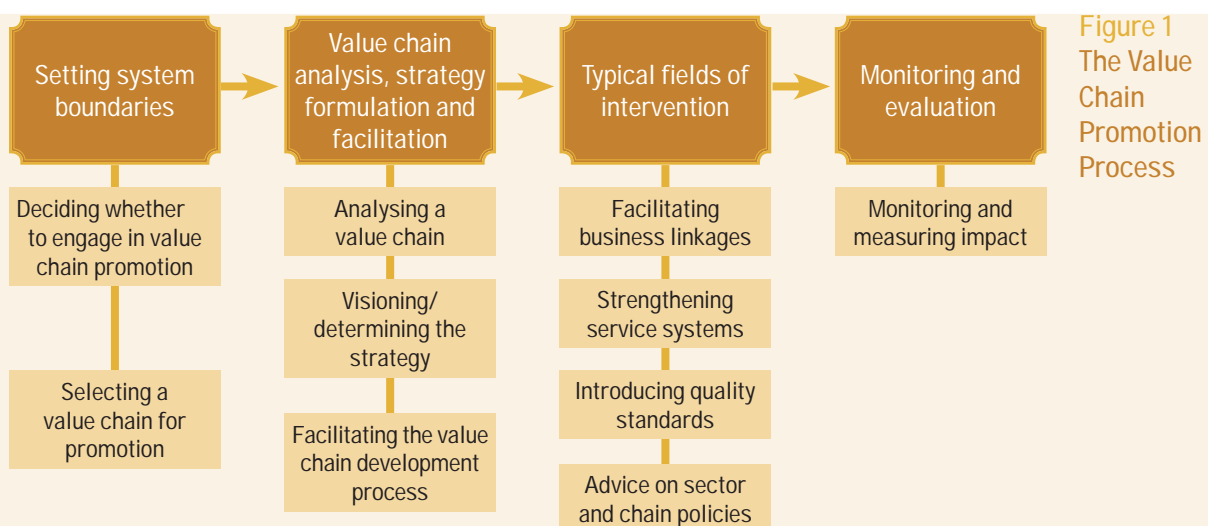 Setting system
boundaries
Value chain
analysis, strategy
formulation and
facilitation
Typical fields of
intervention
Monitoring and
evaluation
Figure 1
The Value
Chain
Promotion
Process
Deciding whether
to engage in value
chain promotion
Selecting a
value chain for
promotion
Analysing a
value chain
Visioning/
determining the
strategy
Facilitating the value
chain development
process
Facilitating
business linkages
Strengthening
service systems
Introducing quality
standards
Advice on sector
and chain policies
Monitoring and
measuring impact